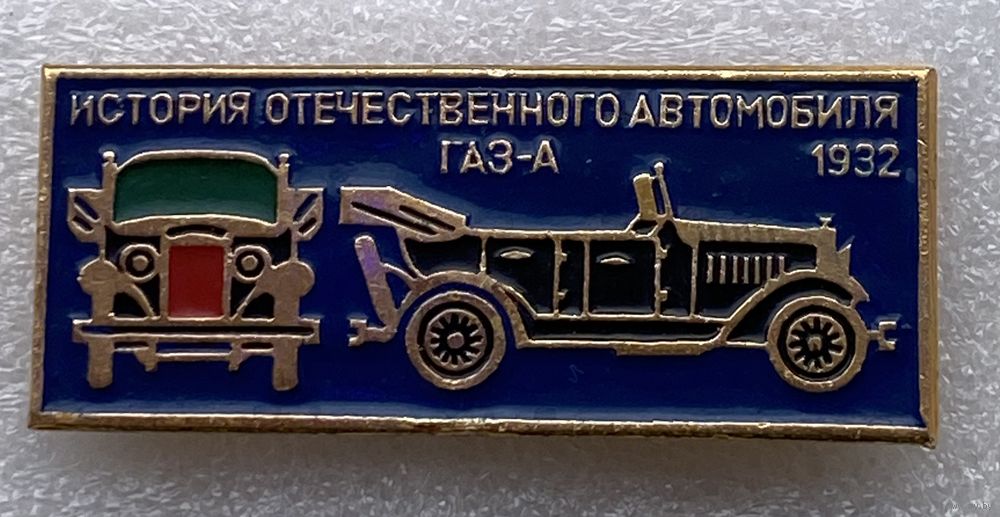 ИСТОРИЯ ОТЕЧЕСТВЕННОГО АВТОМОБИЛЯ
ГАЗ-А 1932